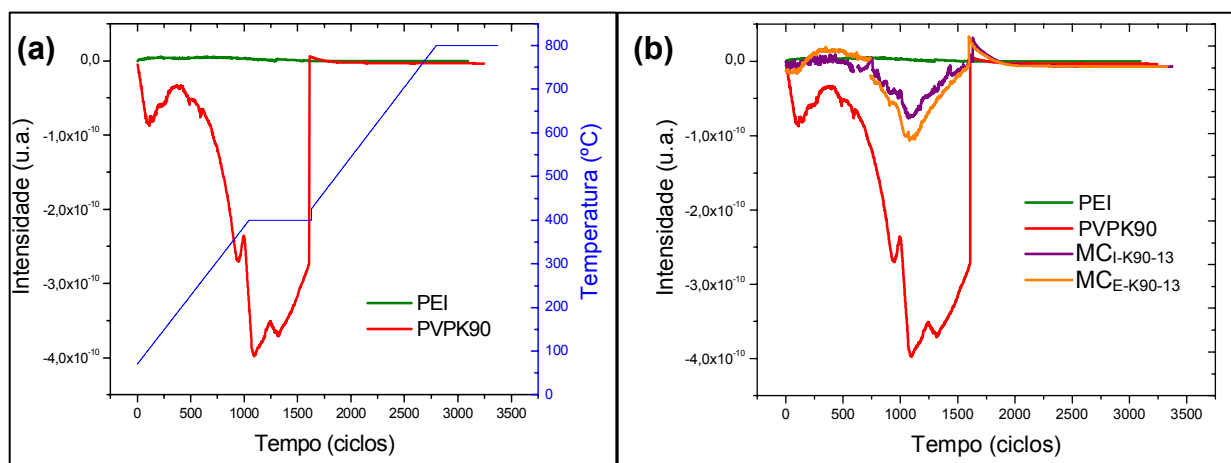 (a)
0,0
-1,0x10⁻¹⁰
-2,0x10⁻¹⁰
-3,0x10⁻¹⁰
-4,0x10⁻¹⁰
Intensidade (u.a.)
PEI
PVPK90
0 500 1000 1500 2000 2500 3000 3500
Tempo (ciclos)
800
700
600
500
400
300
200
100
0
Temperatura (ºC)
(b)
0,0
-1,0x10⁻¹⁰
-2,0x10⁻¹⁰
-3,0x10⁻¹⁰
-4,0x10⁻¹⁰
Intensidade (u.a.)
PEI
PVPK90
MC_I-K90-13
MC_E-K90-13
0 500 1000 1500 2000 2500 3000 3500
Tempo (ciclos)